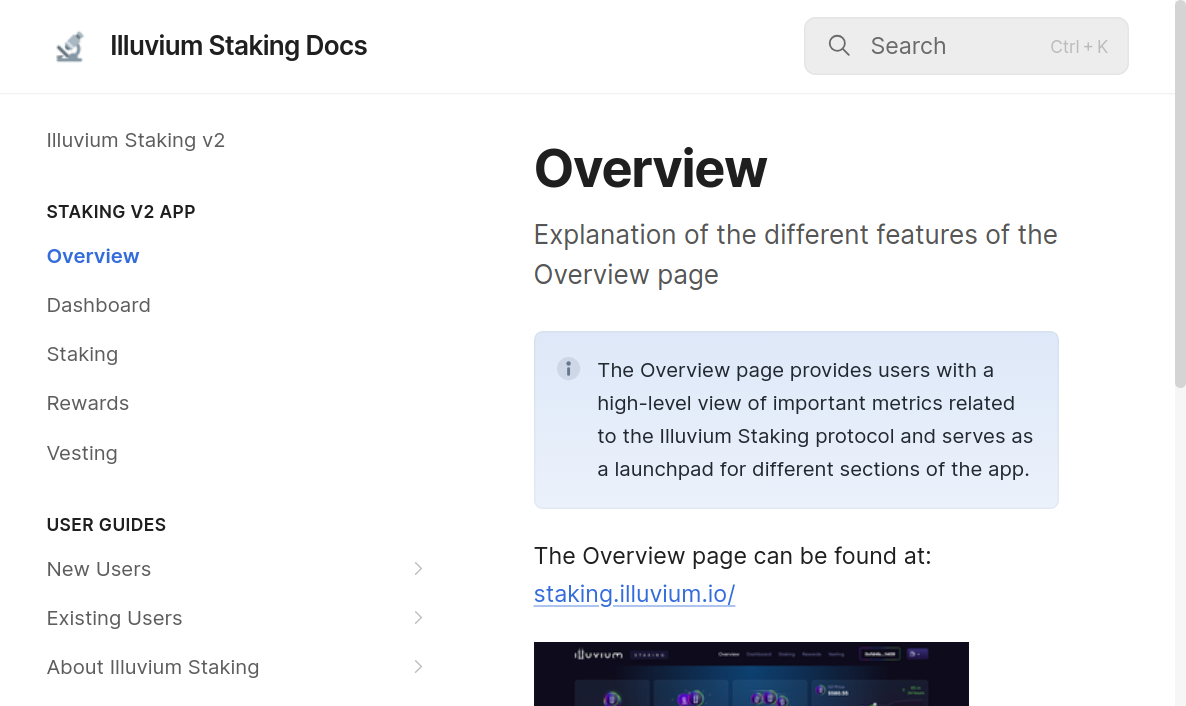 Illuvium Staking Docs
Search
Ctrl + K
Illuvium Staking v2
STAKING V2 APP
Overview
Dashboard
Staking
Rewards
Vesting
USER GUIDES
New Users
Existing Users
About Illuvium Staking
Overview
Explanation of the different features of the
Overview page
The Overview page provides users with a
high-level view of important metrics related
to the Illuvium Staking protocol and serves as
a launchpad for different sections of the app.
The Overview page can be found at:
staking.illuvium.io/
illuvium STAKING
Overview Dashboard Staking Rewards Vesting